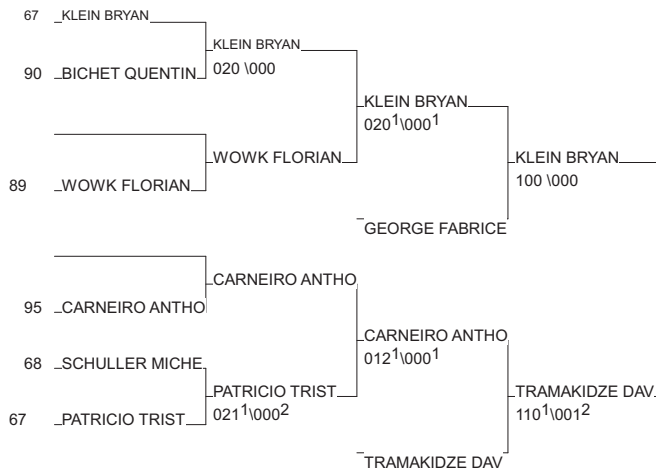 67 KLEIN BRYAN
KLEIN BRYAN
020 \000
90 BICHET QUENTIN
KLEIN BRYAN
020¹\000¹
WOWK FLORIAN
KLEIN BRYAN
100 \000
89 WOWK FLORIAN
GEORGE FABRICE
CARNEIRO ANTHO
95 CARNEIRO ANTHO
CARNEIRO ANTHO
012¹\000¹
68 SCHULLER MICHE
PATRICIO TRIST
021¹\000²
TRAMAKIDZE DAV
110¹\001²
67 PATRICIO TRIST
TRAMAKIDZE DAV